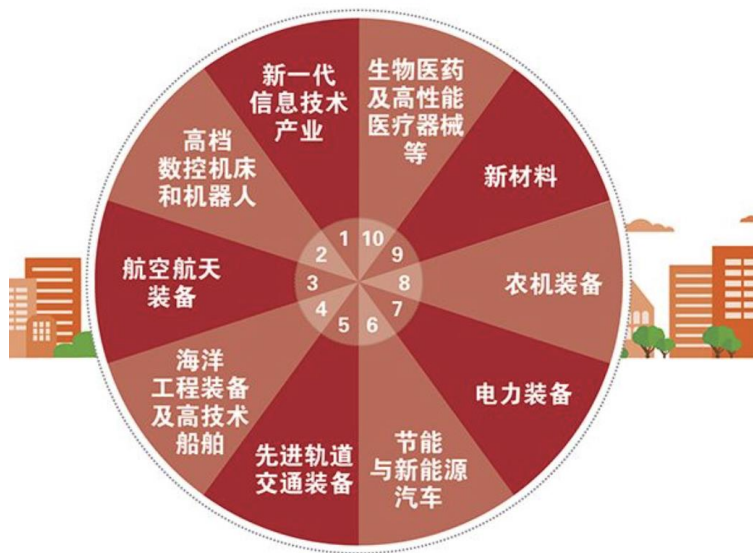 新一代
信息技术
产业
高档
数控机床
和机器人
航空航天
装备
海洋
工程装备
及高技术
船舶
先进轨道
交通装备
节能
与新能源
汽车
电力装备
农机装备
新材料
生物医药
及高性能
医疗器械
等
1
2
3
4
5
6
7
8
9
10